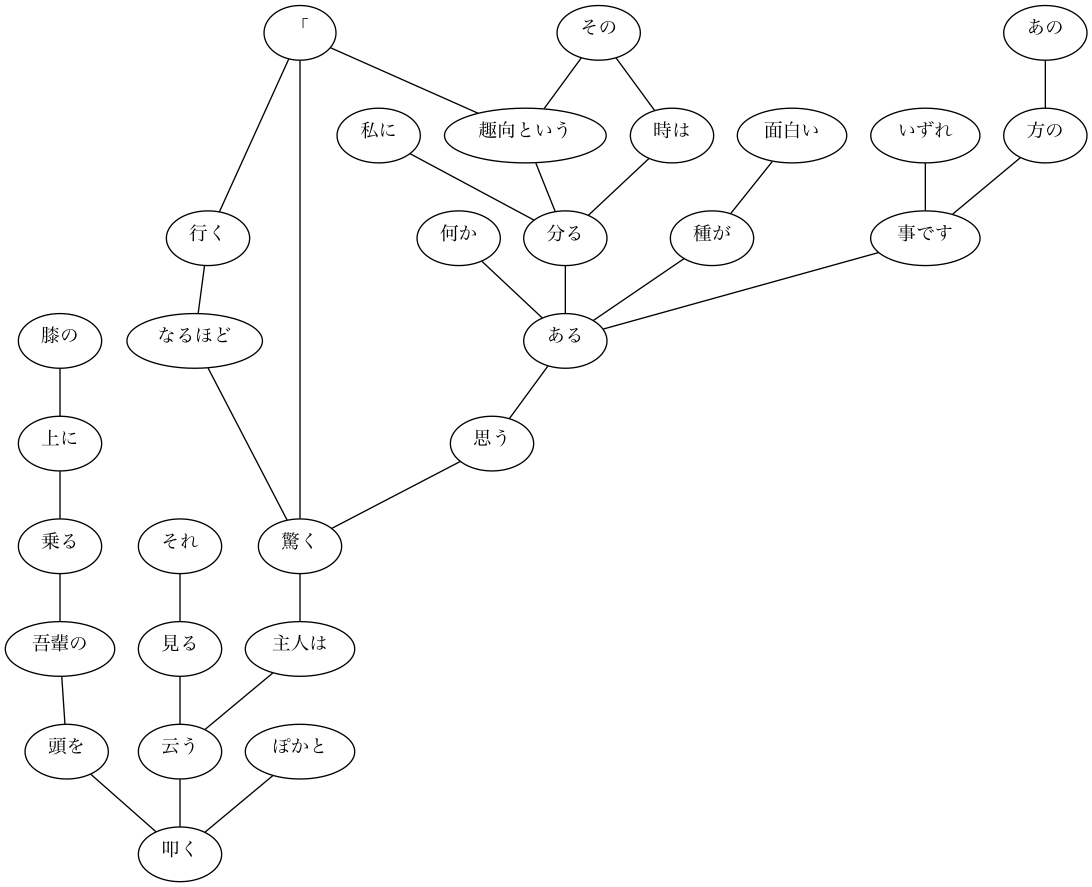 「
その
あの
私に
趣向という
時は
面白い
いずれ
方の
行く
何か
分る
種が
事です
膝の
なるほど
ある
上に
思う
乗る
それ
驚く
吾輩の
見る
主人は
頭を
云う
ぽかと
叩く